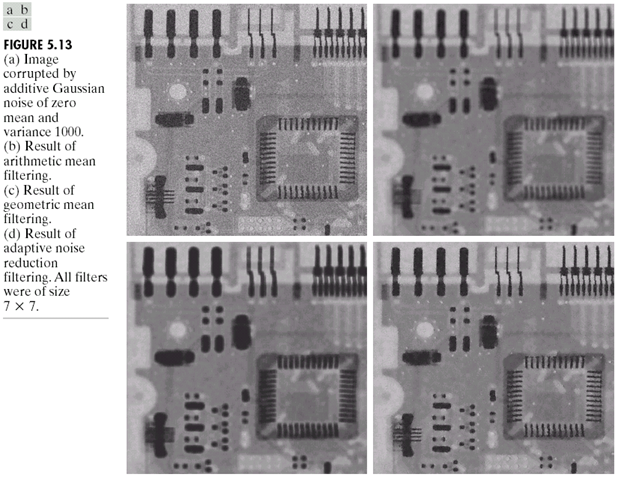 a b
c d
FIGURE 5.13
(a) Image
corrupted by
additive Gaussian
noise of zero
mean and
variance 1000.
(b) Result of
arithmetic mean
filtering.
(c) Result of
geometric mean
filtering.
(d) Result of
adaptive noise
reduction
filtering. All filters
were of size
7 × 7.